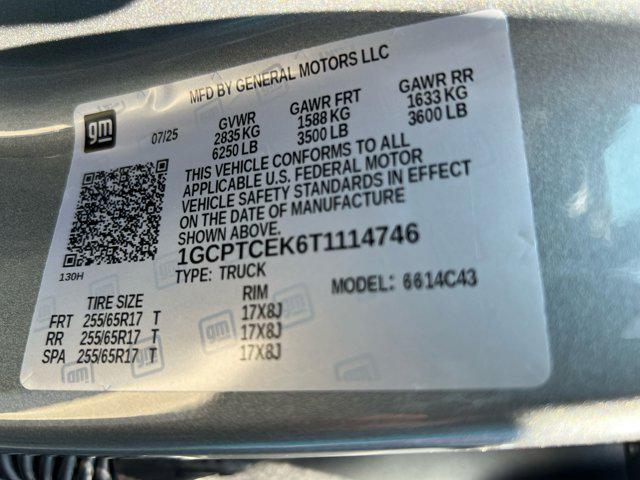 MFD BY GENERAL MOTORS LLC
gm
07/25
GVWR GAWR FRT GAWR RR
2835 KG 1588 KG 1633 KG
6250 LB 3500 LB 3600 LB
THIS VEHICLE CONFORMS TO ALL
APPLICABLE U.S. FEDERAL MOTOR
VEHICLE SAFETY STANDARDS IN EFFECT
ON THE DATE OF MANUFACTURE
SHOWN ABOVE.
1GCPTCEK6T1114746
130H
TYPE: TRUCK MODEL: 6614C43
TIRE SIZE RIM
FRT 255/65R17 T 17X8J
RR 255/65R17 T 17X8J
SPA 255/65R17 T 17X8J